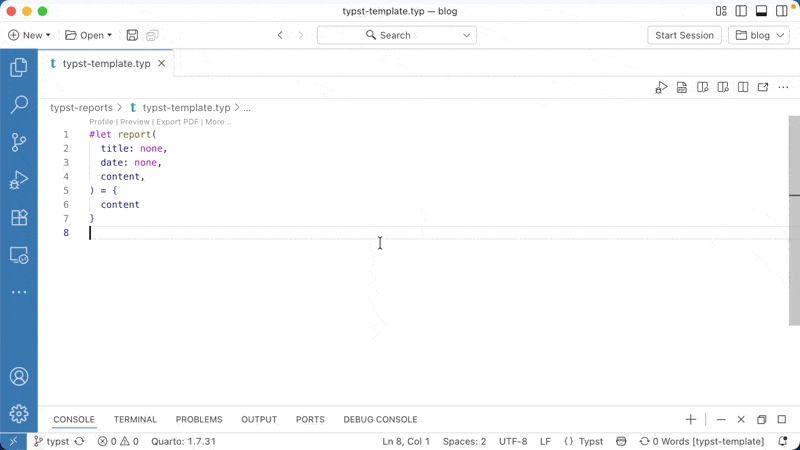 typst-template.typ — blog
New
Open
Search
Start Session
blog
typst-template.typ
typst-reports > typst-template.typ > ...
Profile | Preview | Export PDF | More ..
1 #let report(
2 title: none,
3 date: none,
4 content,
5 ) = {
6 content
7 }
8
CONSOLE TERMINAL PROBLEMS OUTPUT PORTS DEBUG CONSOLE
typst 0 0 Quarto: 1.7.31 Ln 8, Col 1 Spaces: 2 UTF-8 LF {} Typst 0 Words [typst-template]